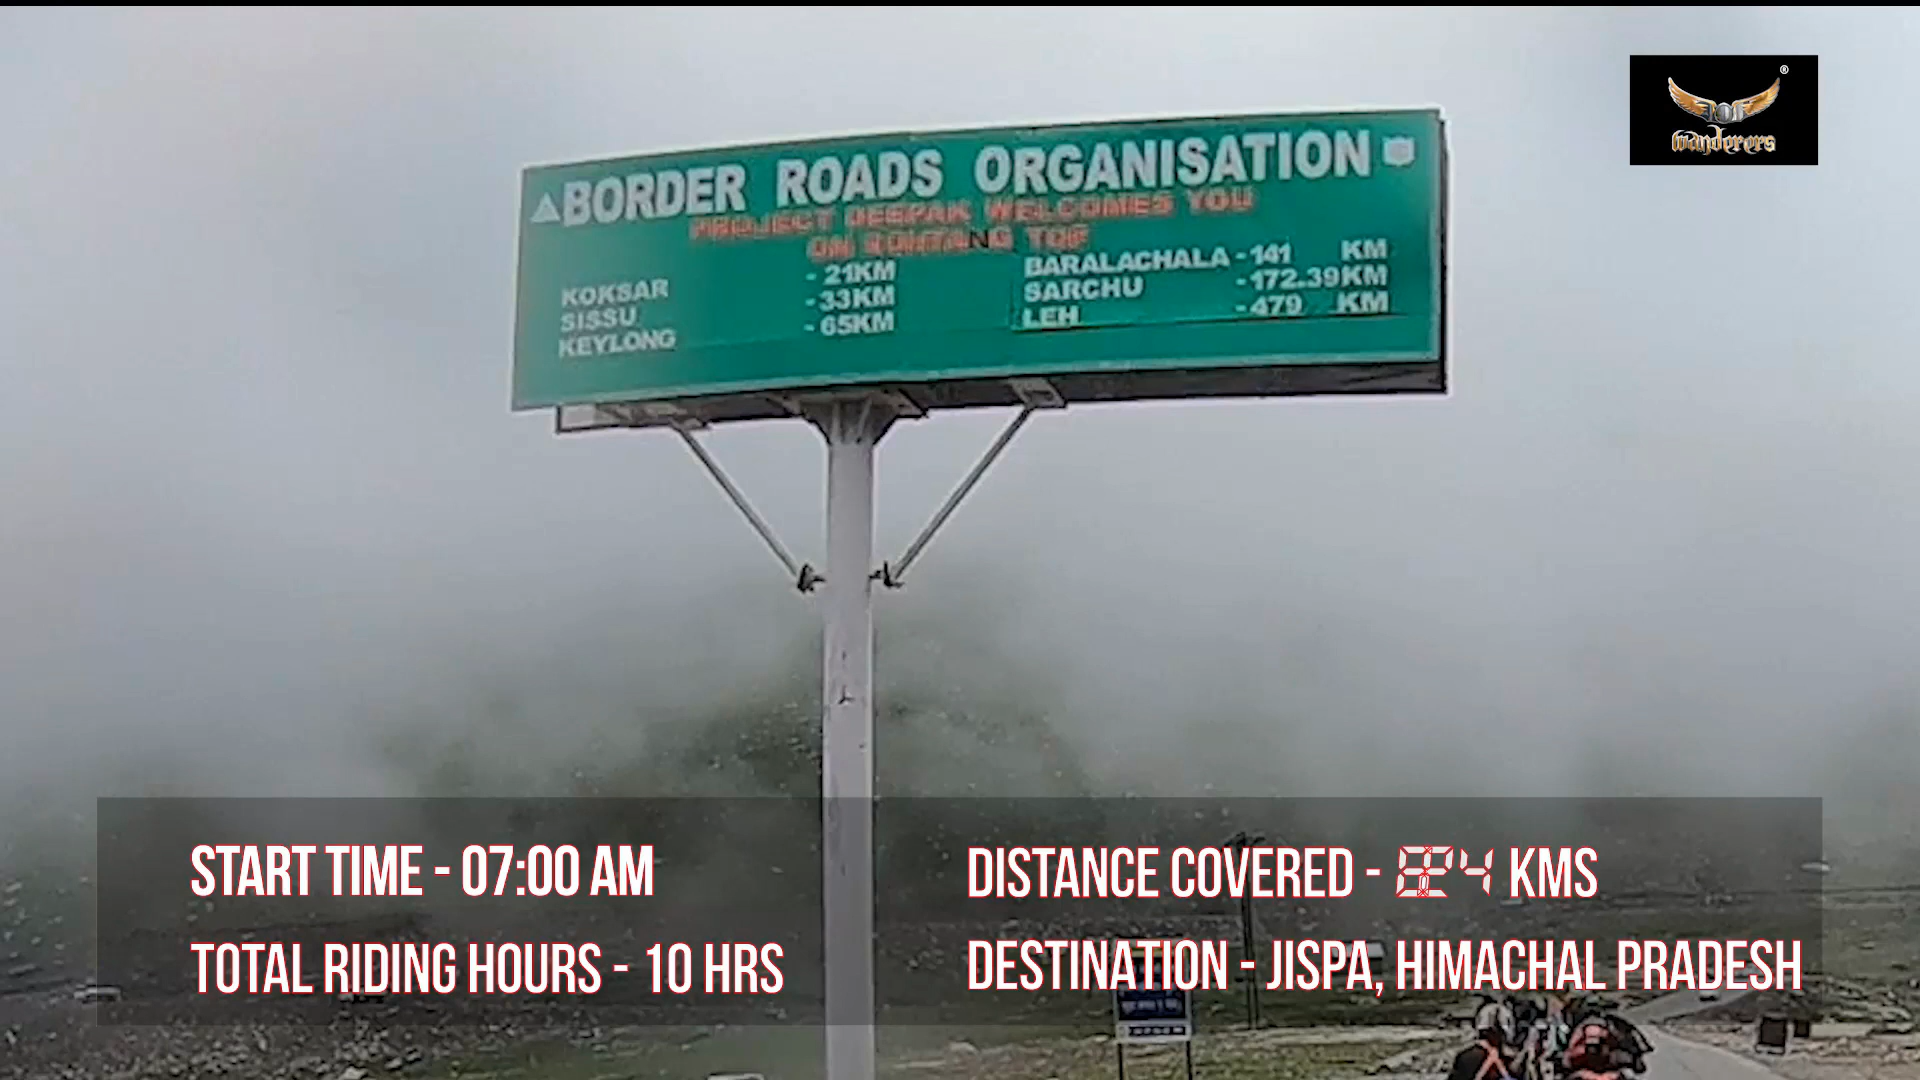 BORDER ROADS ORGANISATION
PROJECT DEEPAK WELCOMES YOU
ON ROHTANG TOP
KOKSAR - 21KM
SISSU - 33KM
KEYLONG - 65KM
BARALACHALA - 141 KM
SARCHU - 172.39KM
LEH - 479 KM
wanderers
®
START TIME - 07:00 AM
TOTAL RIDING HOURS - 10 HRS
DISTANCE COVERED - KMS
DESTINATION - JISPA, HIMACHAL PRADESH